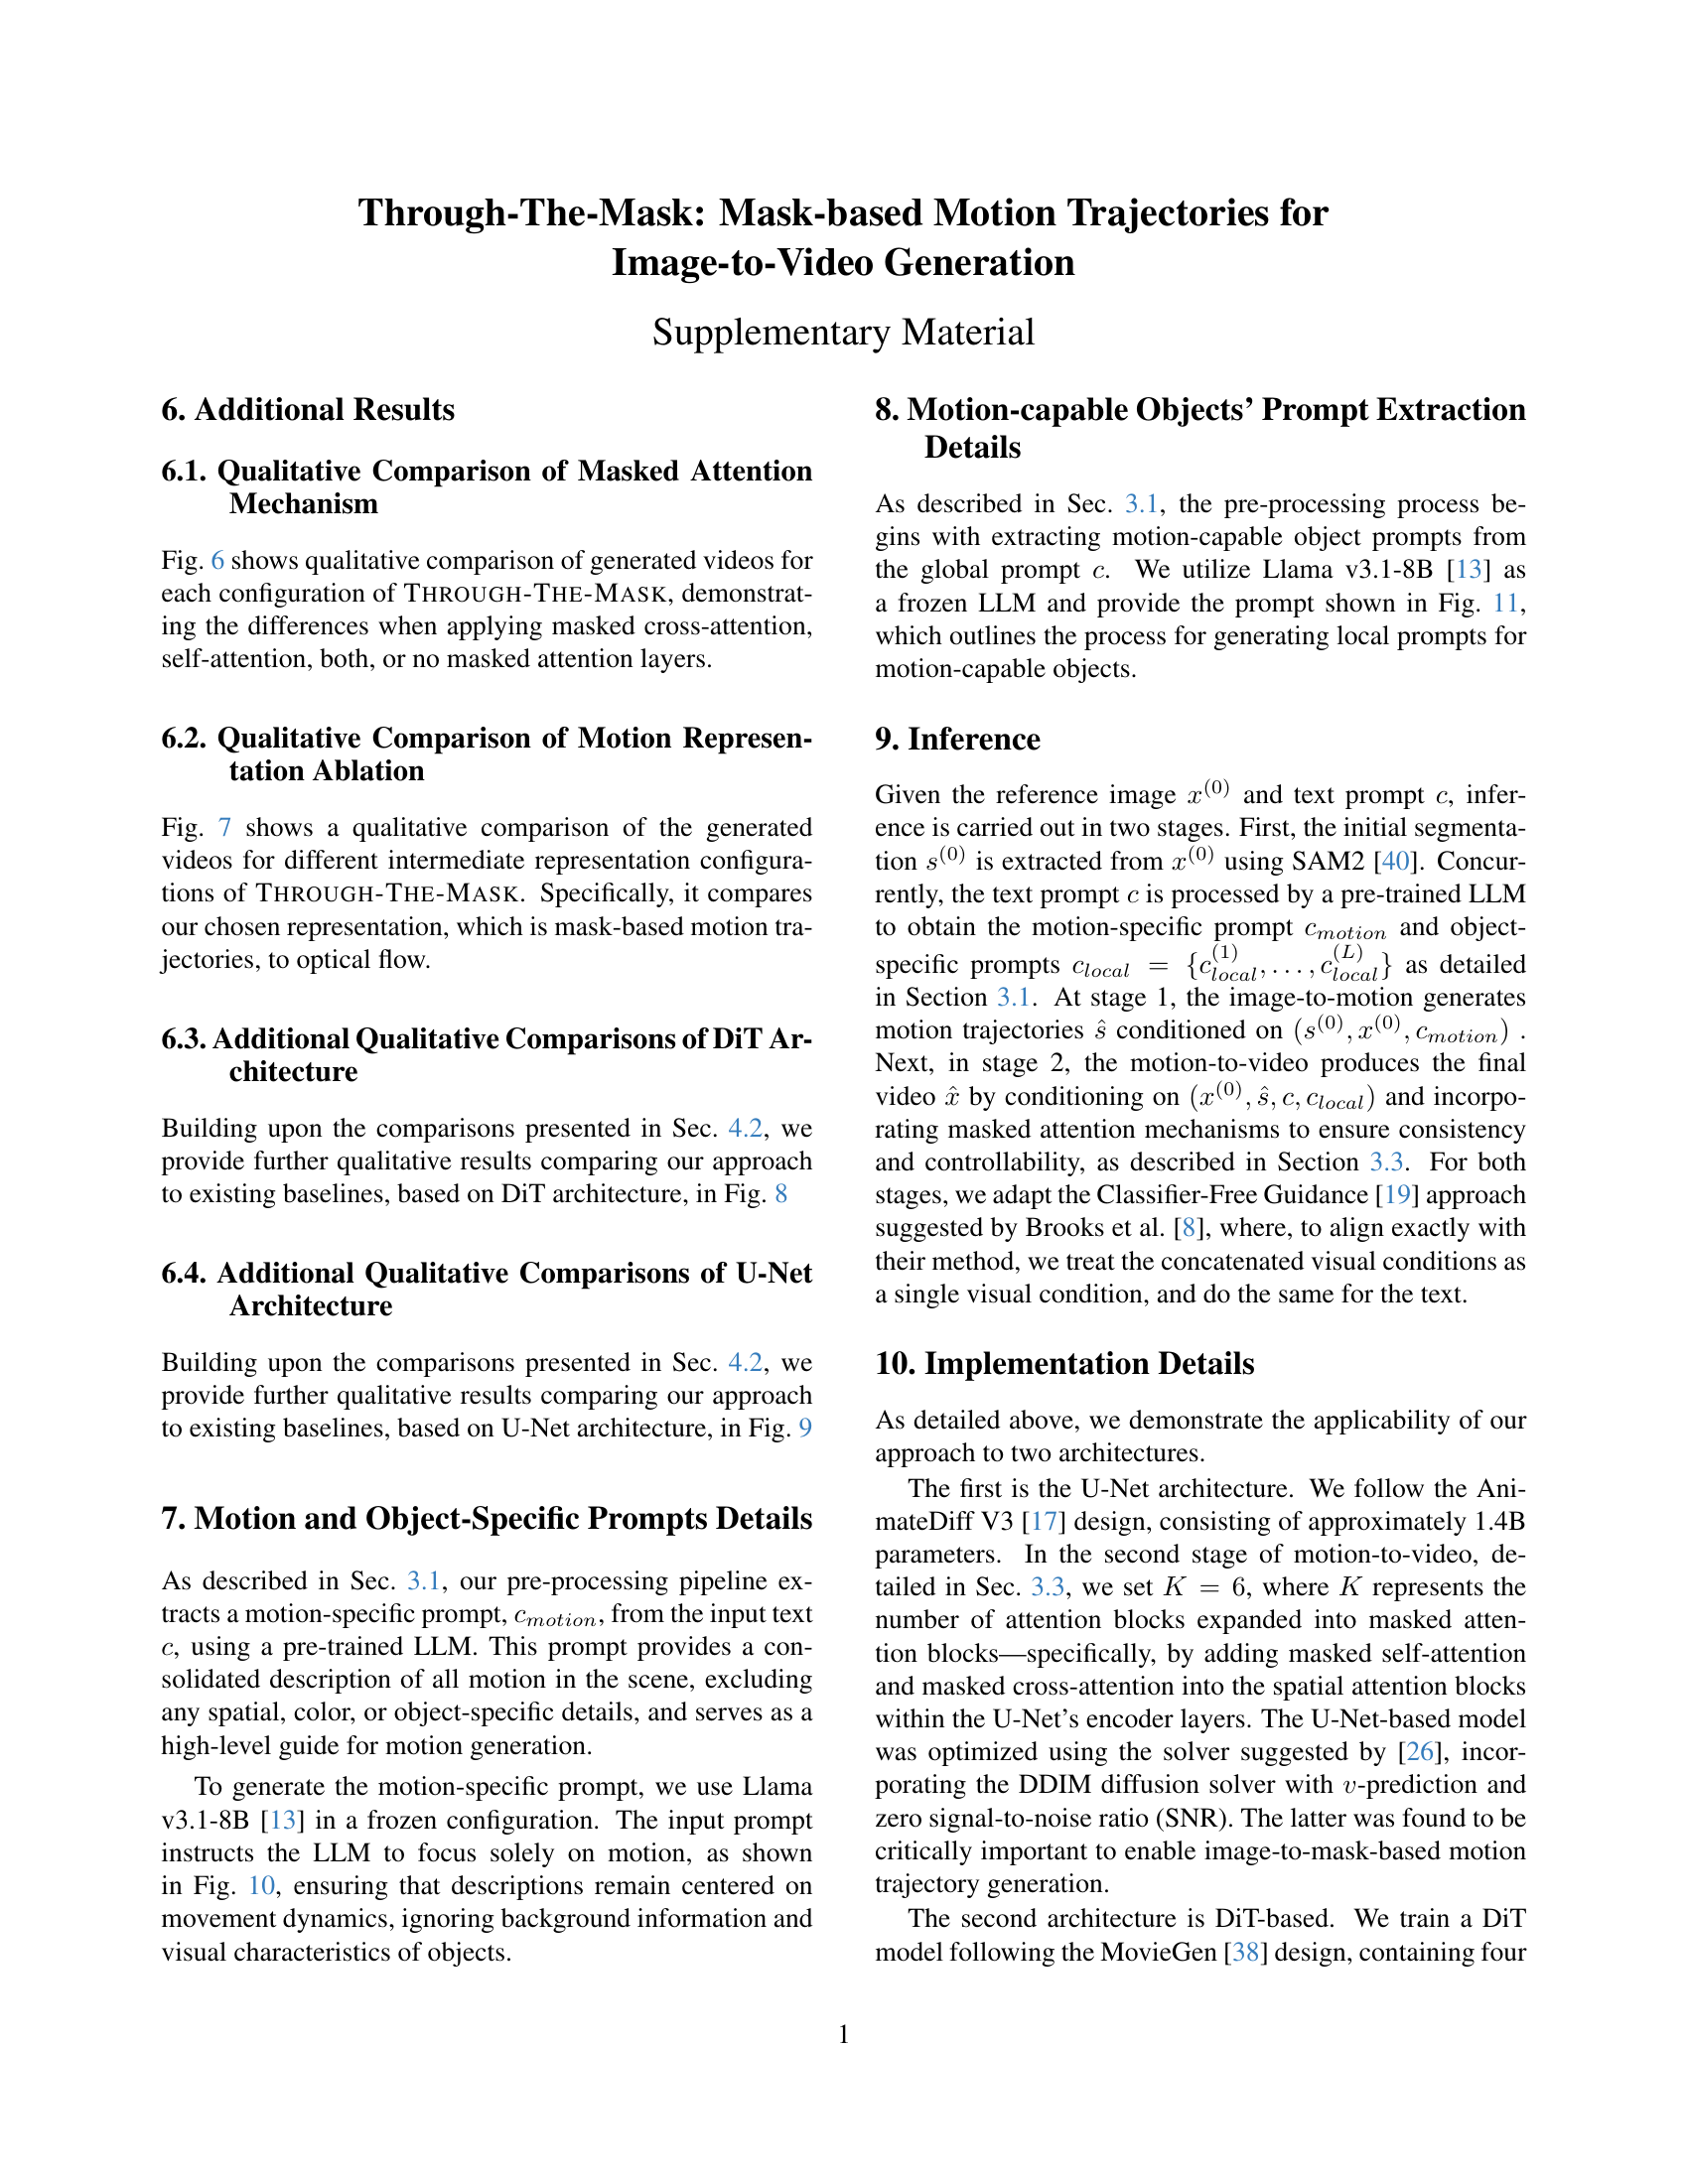 Through-The-Mask: Mask-based Motion Trajectories for
Image-to-Video Generation
Supplementary Material
6. Additional Results
6.1. Qualitative Comparison of Masked Attention
Mechanism
Fig. 6 shows qualitative comparison of generated videos for
each configuration of THROUGH-THE-MASK, demonstrat-
ing the differences when applying masked cross-attention,
self-attention, both, or no masked attention layers.
6.2. Qualitative Comparison of Motion Represen-
tation Ablation
Fig. 7 shows a qualitative comparison of the generated
videos for different intermediate representation configura-
tions of THROUGH-THE-MASK. Specifically, it compares
our chosen representation, which is mask-based motion tra-
jectories, to optical flow.
6.3. Additional Qualitative Comparisons of DiT Ar-
chitecture
Building upon the comparisons presented in Sec. 4.2, we
provide further qualitative results comparing our approach
to existing baselines, based on DiT architecture, in Fig. 8
6.4. Additional Qualitative Comparisons of U-Net
Architecture
Building upon the comparisons presented in Sec. 4.2, we
provide further qualitative results comparing our approach
to existing baselines, based on U-Net architecture, in Fig. 9
7. Motion and Object-Specific Prompts Details
As described in Sec. 3.1, our pre-processing pipeline ex-
tracts a motion-specific prompt, c_{motion}, from the input text
c, using a pre-trained LLM. This prompt provides a con-
solidated description of all motion in the scene, excluding
any spatial, color, or object-specific details, and serves as a
high-level guide for motion generation.
To generate the motion-specific prompt, we use Llama
v3.1-8B [13] in a frozen configuration. The input prompt
instructs the LLM to focus solely on motion, as shown
in Fig. 10, ensuring that descriptions remain centered on
movement dynamics, ignoring background information and
visual characteristics of objects.
8. Motion-capable Objects' Prompt Extraction
Details
As described in Sec. 3.1, the pre-processing process be-
gins with extracting motion-capable object prompts from
the global prompt c. We utilize Llama v3.1-8B [13] as
a frozen LLM and provide the prompt shown in Fig. 11,
which outlines the process for generating local prompts for
motion-capable objects.
9. Inference
Given the reference image x^{(0)} and text prompt c, infer-
ence is carried out in two stages. First, the initial segmenta-
tion s^{(0)} is extracted from x^{(0)} using SAM2 [40]. Concur-
rently, the text prompt c is processed by a pre-trained LLM
to obtain the motion-specific prompt c_{motion} and object-
specific prompts c_{local} = {c_{local}^{(1)}, . . . , c_{local}^{(L)}} as detailed
in Section 3.1. At stage 1, the image-to-motion generates
motion trajectories ŝ conditioned on (s^{(0)}, x^{(0)}, c_{motion}) .
Next, in stage 2, the motion-to-video produces the final
video x̂ by conditioning on (x^{(0)}, ŝ, c, c_{local}) and incorpo-
rating masked attention mechanisms to ensure consistency
and controllability, as described in Section 3.3. For both
stages, we adapt the Classifier-Free Guidance [19] approach
suggested by Brooks et al. [8], where, to align exactly with
their method, we treat the concatenated visual conditions as
a single visual condition, and do the same for the text.
10. Implementation Details
As detailed above, we demonstrate the applicability of our
approach to two architectures.
The first is the U-Net architecture. We follow the Ani-
mateDiff V3 [17] design, consisting of approximately 1.4B
parameters. In the second stage of motion-to-video, de-
tailed in Sec. 3.3, we set K = 6, where K represents the
number of attention blocks expanded into masked atten-
tion blocks—specifically, by adding masked self-attention
and masked cross-attention into the spatial attention blocks
within the U-Net's encoder layers. The U-Net-based model
was optimized using the solver suggested by [26], incor-
porating the DDIM diffusion solver with v-prediction and
zero signal-to-noise ratio (SNR). The latter was found to be
critically important to enable image-to-mask-based motion
trajectory generation.
The second architecture is DiT-based. We train a DiT
model following the MovieGen [38] design, containing four
1